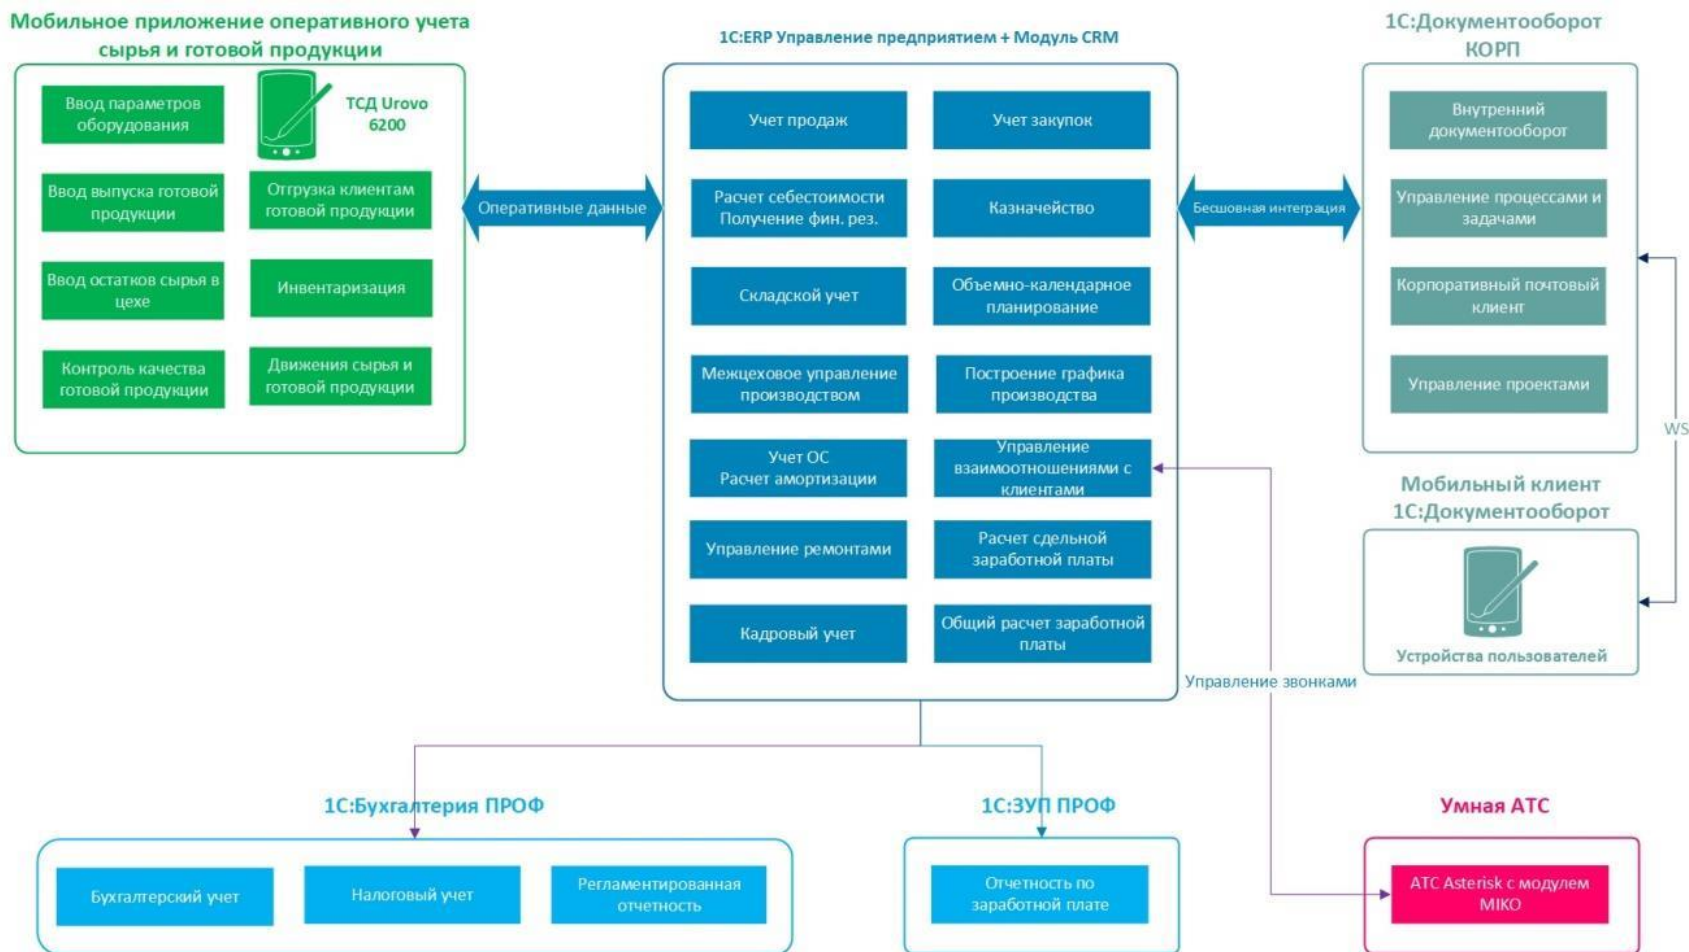 Мобильное приложение оперативного учета
сырья и готовой продукции
Ввод параметров
оборудования
ТСД Urovo
6200
Ввод выпуска готовой
продукции
Отгрузка клиентам
готовой продукции
Ввод остатков сырья в
цехе
Инвентаризация
Контроль качества
готовой продукции
Движения сырья и
готовой продукции
Оперативные данные
1С:ERP Управление предприятием + Модуль CRM
Учет продаж
Учет закупок
Расчет себестоимости
Получение фин. рез.
Казначейство
Складской учет
Объемно-календарное
планирование
Межцеховое управление
производством
Построение графика
производства
Учет ОС
Расчет амортизации
Управление
взаимоотношениями с
клиентами
Управление ремонтами
Расчет сдельной
заработной платы
Кадровый учет
Общий расчет заработной
платы
Бесшовная интеграция
1С:Документооборот
КОРП
Внутренний
документооборот
Управление процессами и
задачами
Корпоративный почтовый
клиент
Управление проектами
WS
Мобильный клиент
1С:Документооборот
Устройства пользователей
Управление звонками
1С:Бухгалтерия ПРОФ
Бухгалтерский учет
Налоговый учет
Регламентированная
отчетность
1С:ЗУП ПРОФ
Отчетность по
заработной плате
Умная АТС
АТС Asterisk с модулем
MIKO